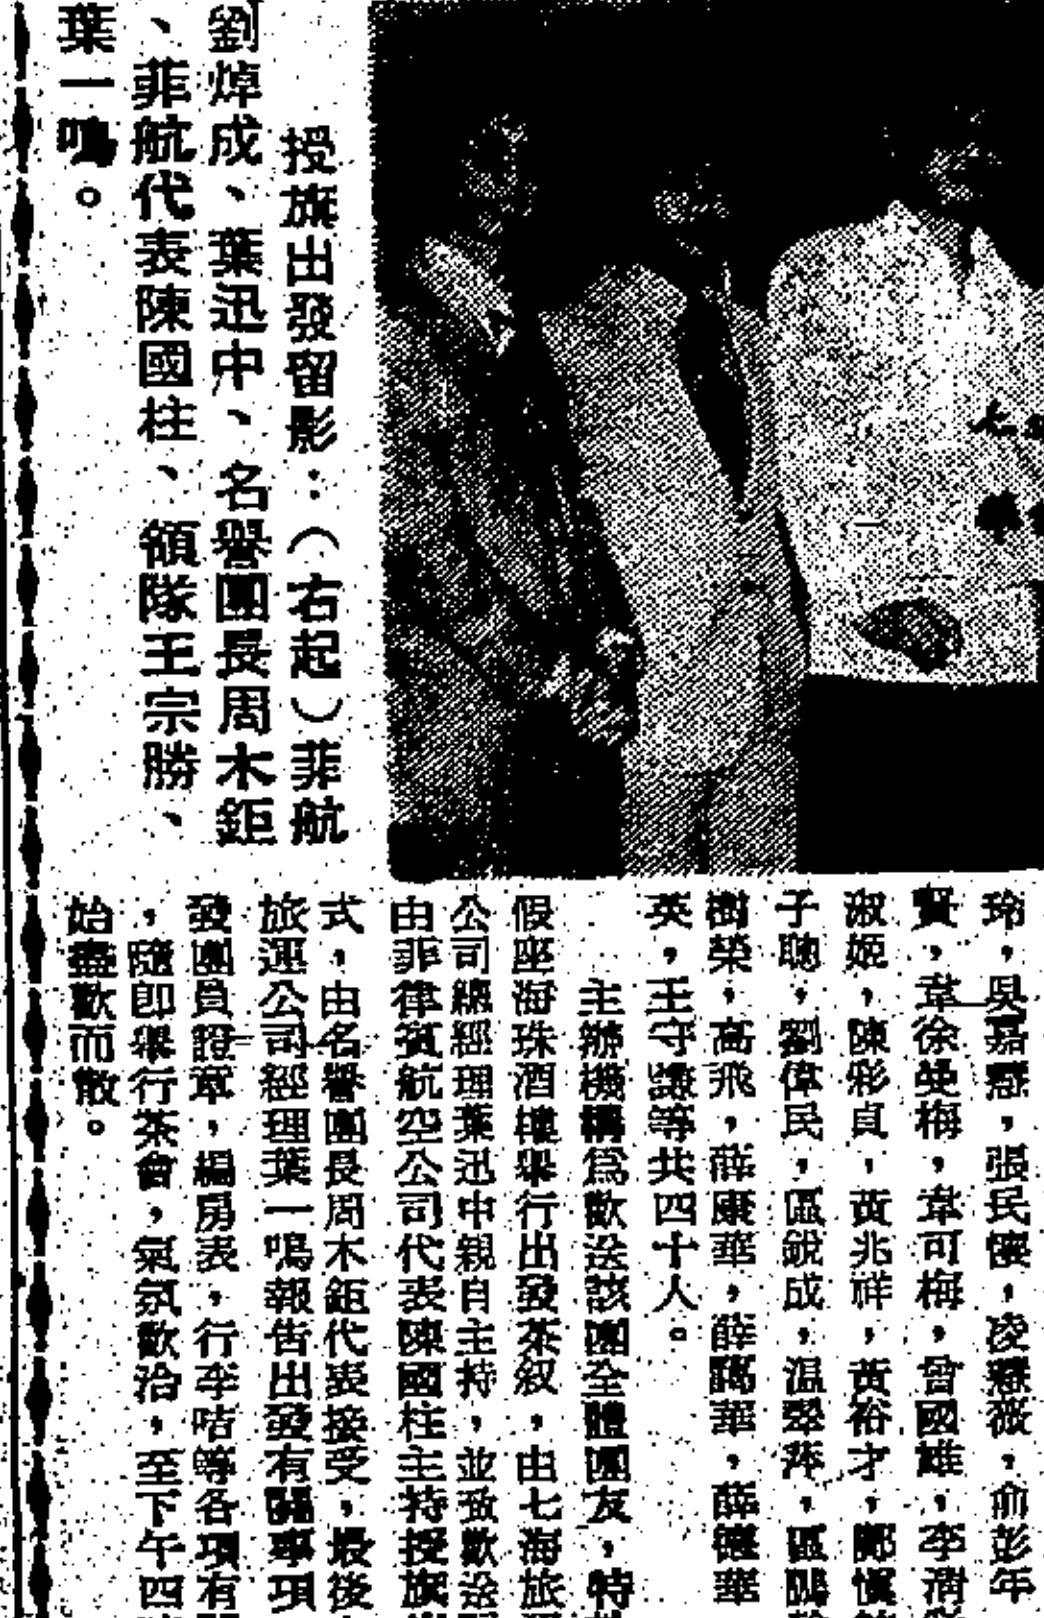 授旗出發留影：（右起）菲航
劉焯成、葉迅中、名譽團長周木鉅
、菲航代表陳國柱、領隊王宗勝、
葉一鳴。
玲，吳嘉慧，張民懷，凌慧薇，俞彭年
賢，韋徐曼梅，韋可梅，曾國雄，李
淑姬，陳彩貞，黃兆祥，黃裕才，鄭慎
子聰，劉偉民，區銳成，溫翠萍，區
樹榮，高飛，薛康華，薛國華，薛德華
英，王守謙等共四十人。
主辦機構爲歡送該團全體團友，特
假座海珠酒樓舉行出發茶叙，由七海旅
公司總經理葉迅中親自主持，並致歡送
由菲律賓航空公司代表陳國柱主持授旗
式，由名譽團長周木鉅代表接受，最後
旅運公司經理葉一鳴報告出發有關事項
發團員證章，編房表，行李咭等各項有
，隨即舉行茶會，氣氛歡洽，至下午四
始盡歡而散。